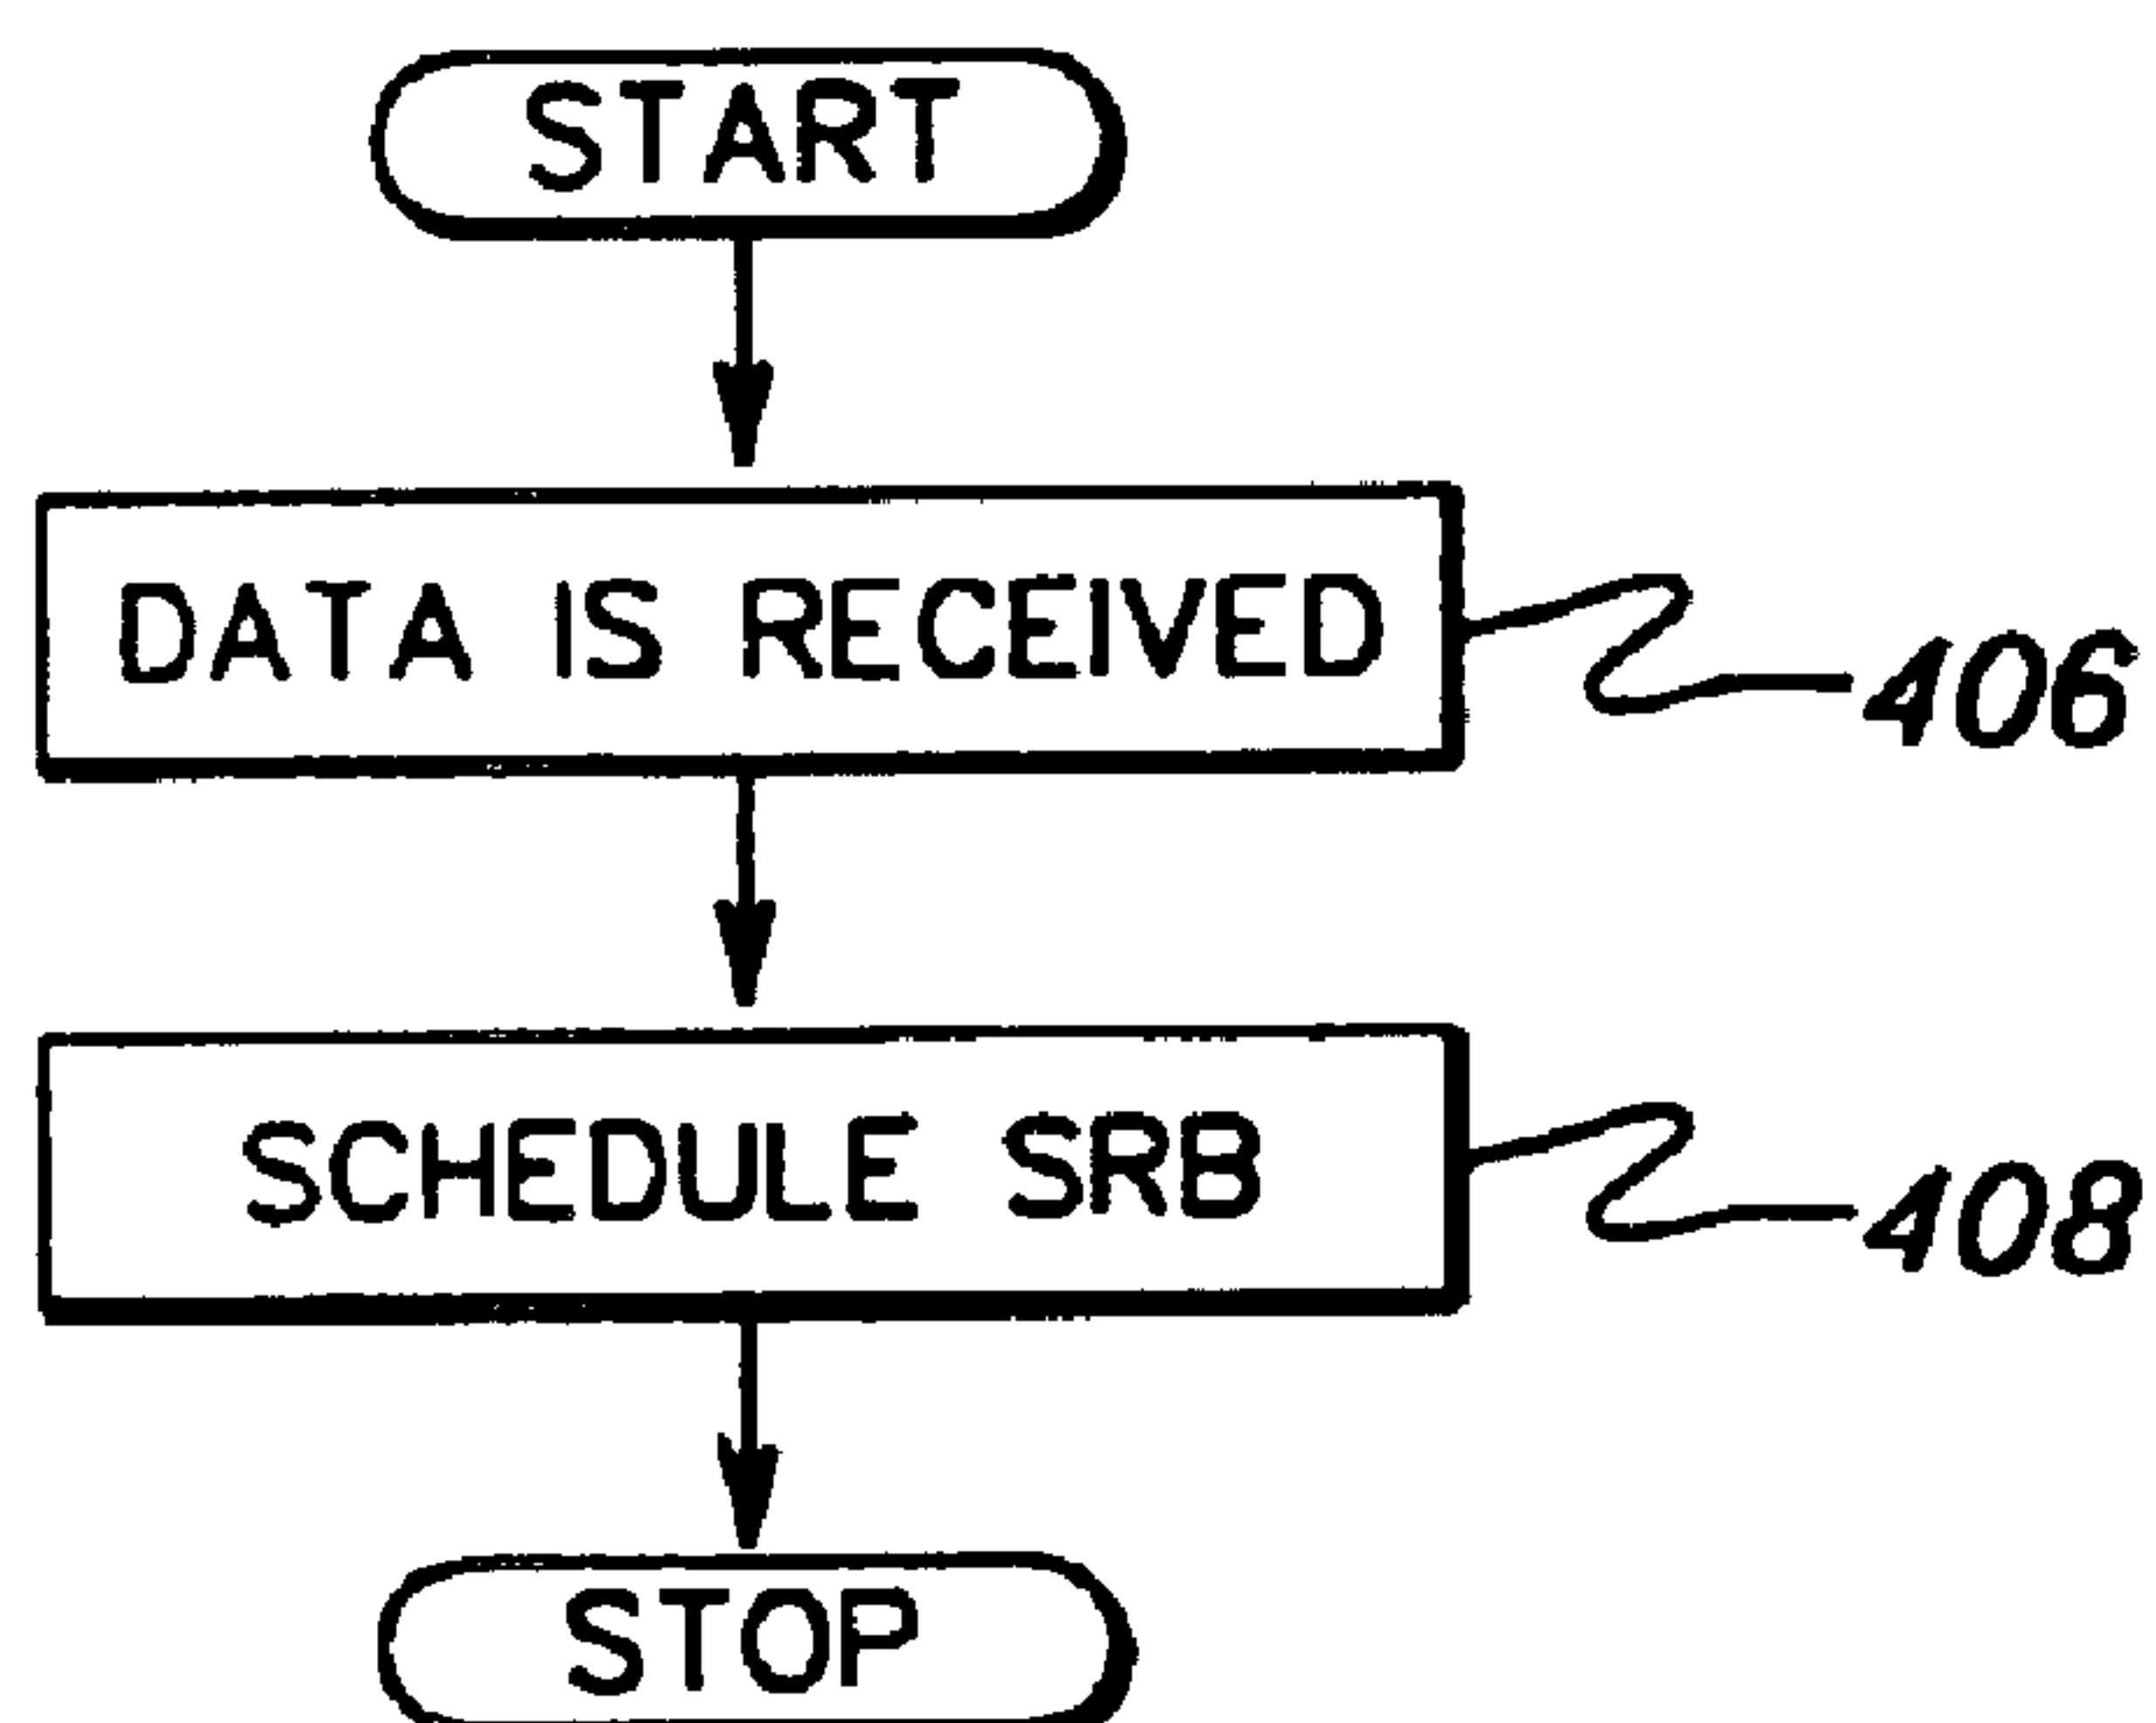 START
DATA IS RECEIVED
406
SCHEDULE SRB
408
STOP